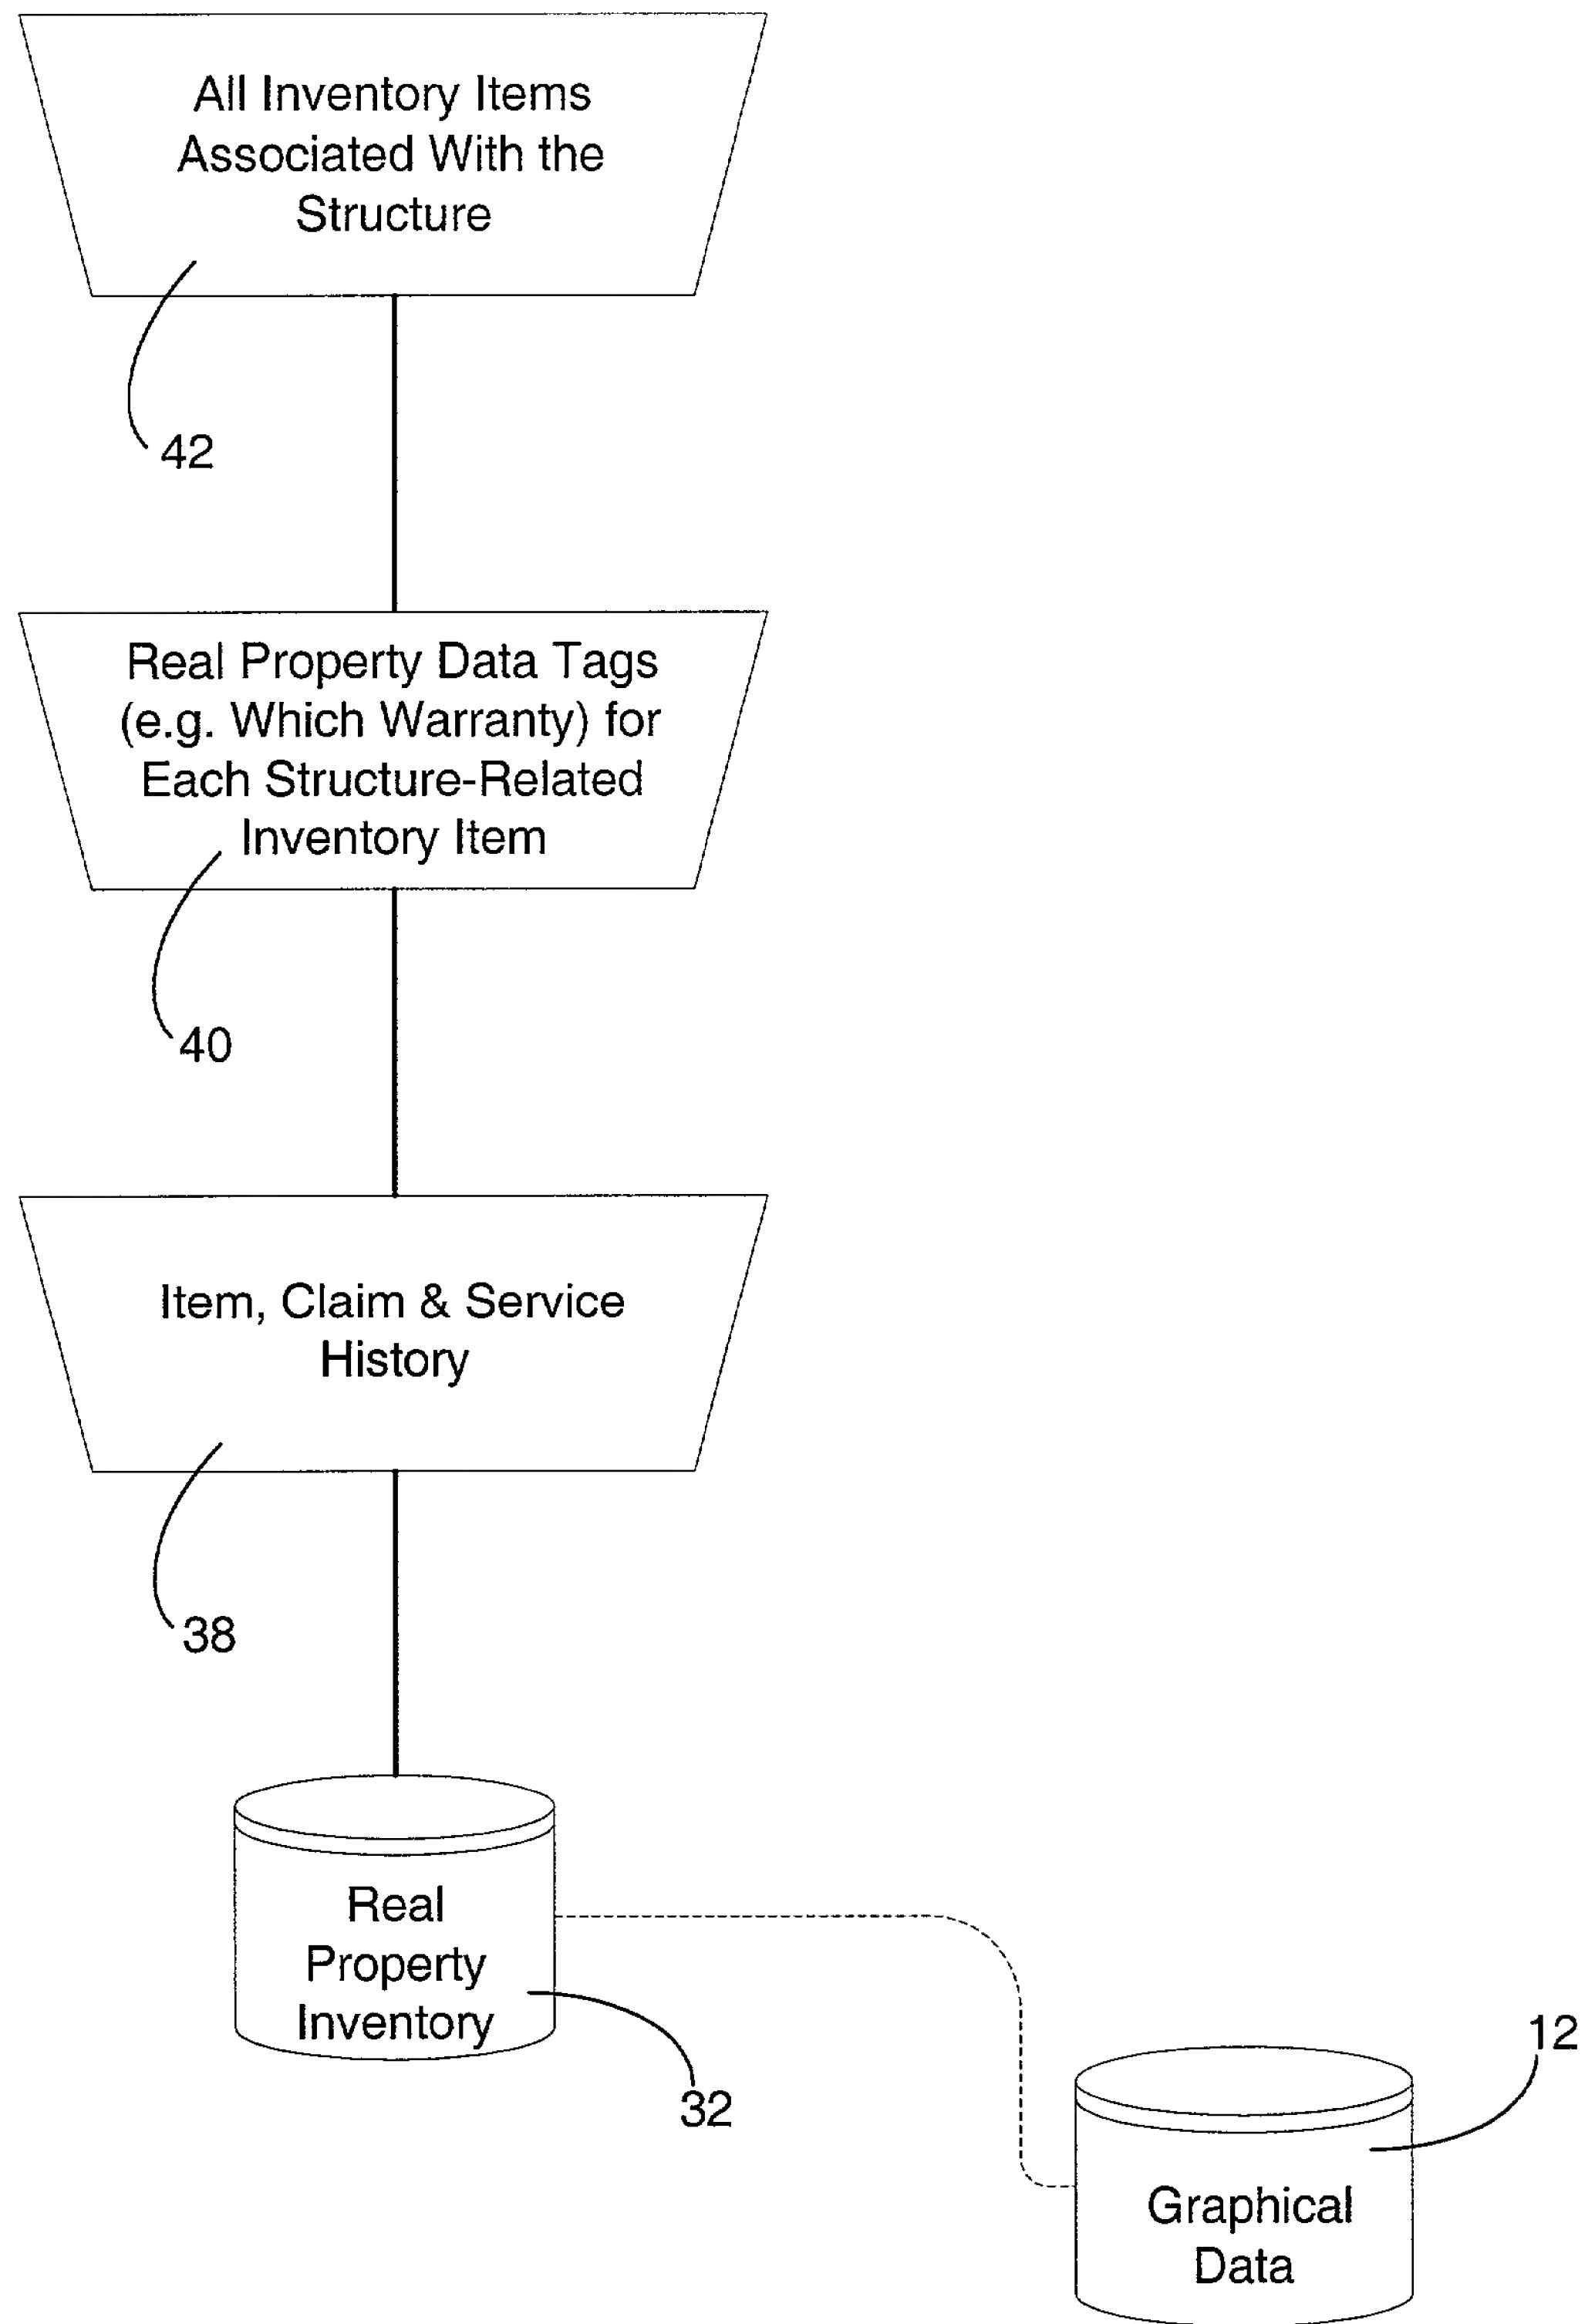 All Inventory Items
Associated With the
Structure
42
Real Property Data Tags
(e.g. Which Warranty) for
Each Structure-Related
Inventory Item
40
Item, Claim & Service
History
38
Real
Property
Inventory
32
12
Graphical
Data